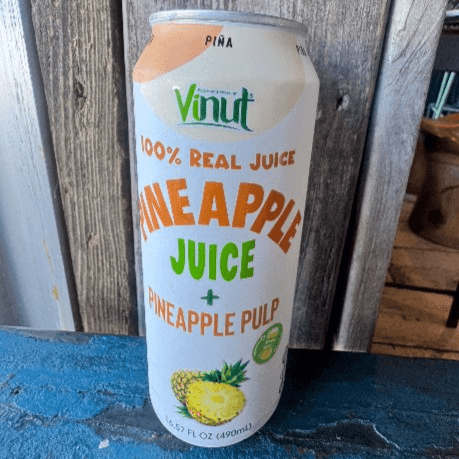 PIÑA
Vinut
100% REAL JUICE
PINEAPPLE
JUICE
+
PINEAPPLE PULP
16.57 FL OZ (490mL)